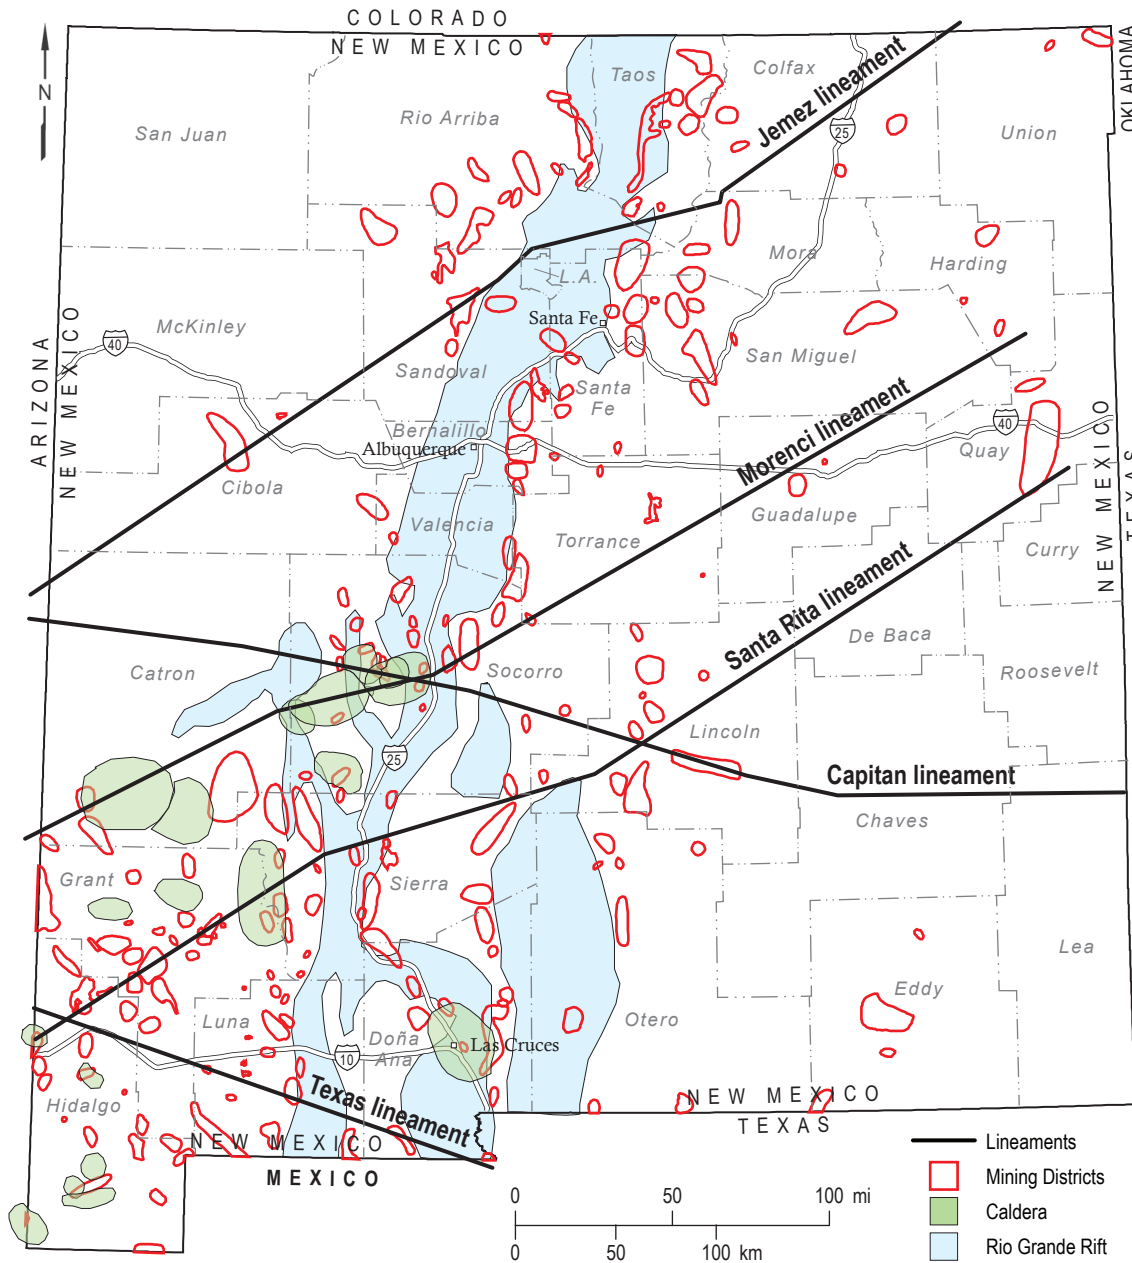 COLORADO
NEW MEXICO
OKLAHOMA
N
Taos
Colfax
Rio Arriba
San Juan
Union
Jemez lineament
25
Mora
Harding
L.A.
McKinley
Santa Fe
40
ARIZONA
NEW MEXICO
Sandoval
Santa
Fe
San Miguel
Bernalillo
Albuquerque
Morenci lineament
40
Quay
NEW MEXICO
TEXAS
Cibola
Valencia
Torrance
Guadalupe
Curry
Santa Rita lineament
De Baca
Catron
Socorro
Roosevelt
Lincoln
25
Capitan lineament
Chaves
Grant
Sierra
Lea
Eddy
Luna
Doña
Ana
Las Cruces
Otero
10
Hidalgo
Texas lineament
NEW MEXICO
TEXAS
NEW MEXICO
MEXICO
Lineaments
Mining Districts
Caldera
Rio Grande Rift
0 50 100 mi
0 50 100 km